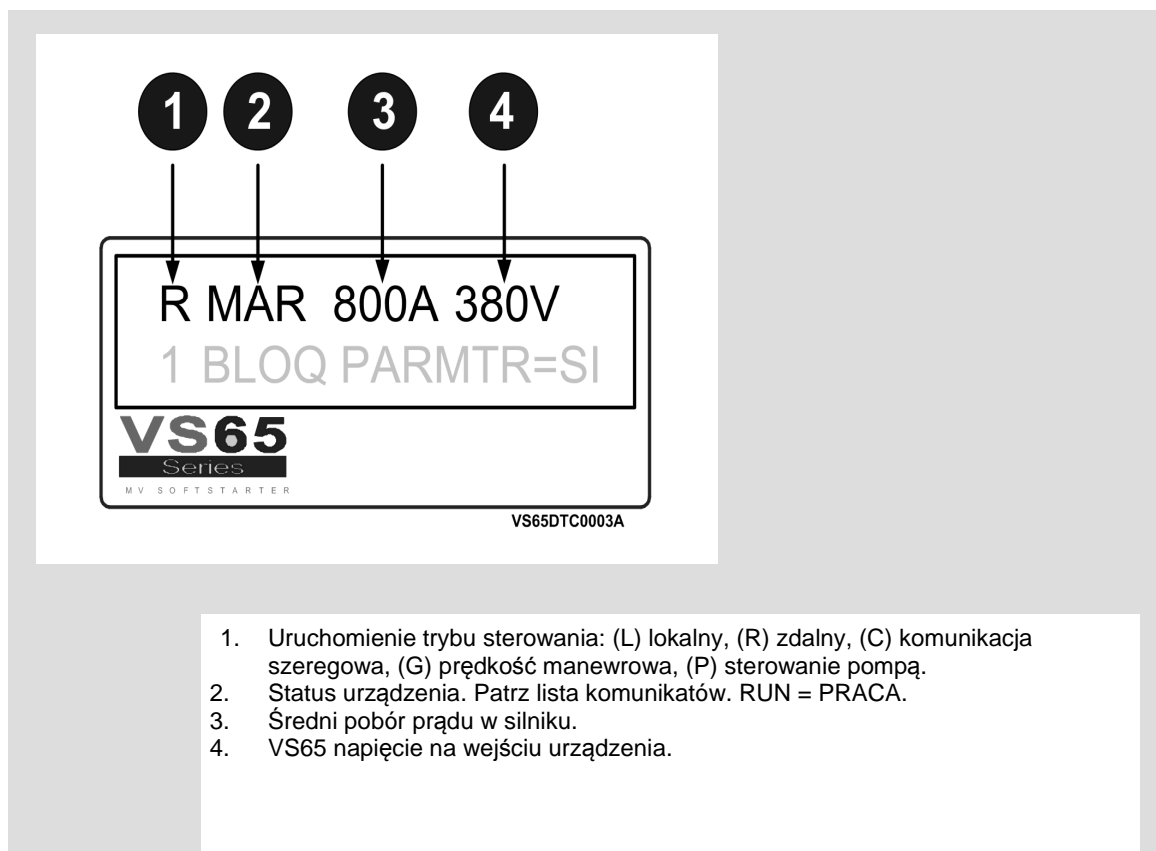 1 2 3 4
R MAR 800A 380V
1 BLOQ PARMTR=SI
VS65
Series
MV SOFTSTARTER
VS65DTC0003A
1. Uruchomienie trybu sterowania: (L) lokalny, (R) zdalny, (C) komunikacja
szeregowa, (G) prędkość manewrowa, (P) sterowanie pompą.
2. Status urządzenia. Patrz lista komunikatów. RUN = PRACA.
3. Średni pobór prądu w silniku.
4. VS65 napięcie na wejściu urządzenia.